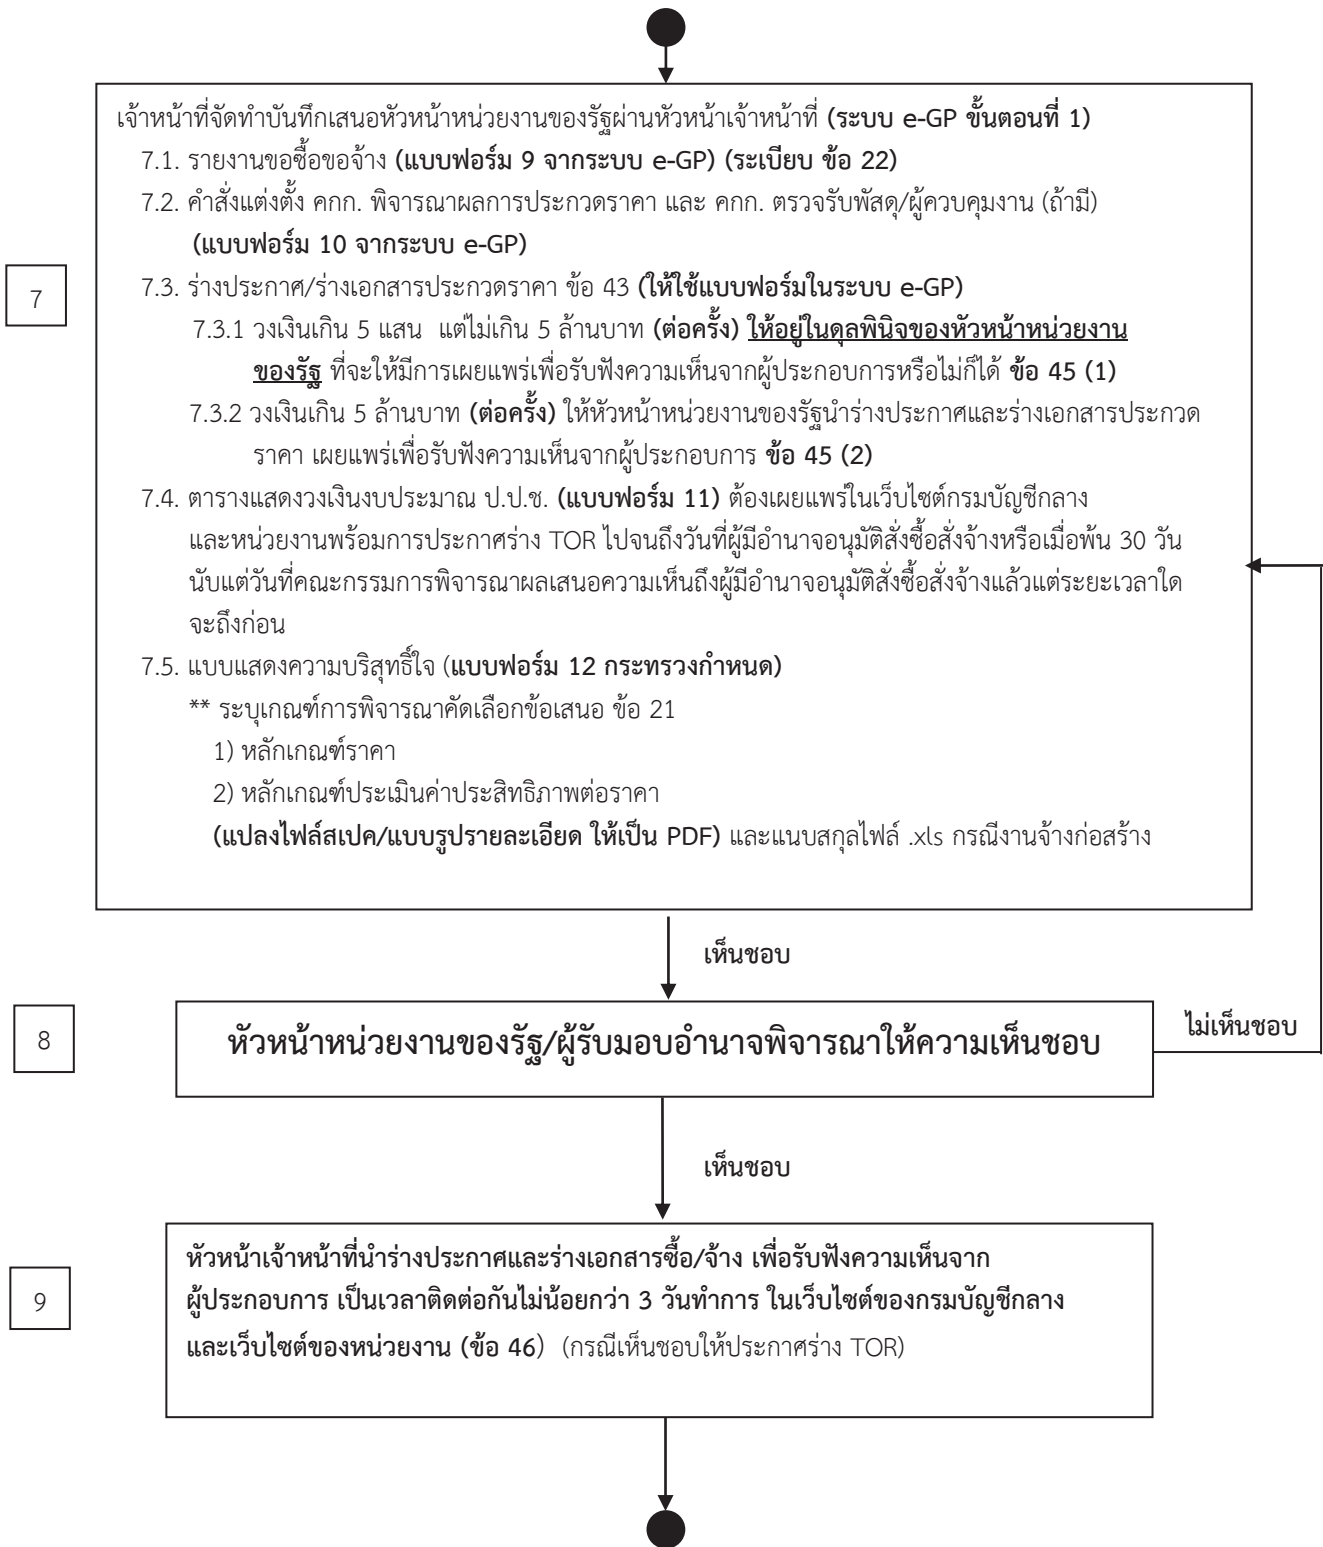 เจ้าหน้าที่จัดทำบันทึกเสนอหัวหน้าหน่วยงานของรัฐผ่านหัวหน้าเจ้าหน้าที่ (ระบบ e-GP ขั้นตอนที่ 1)
7.1. รายงานขอซื้อขอจ้าง (แบบฟอร์ม 9 จากระบบ e-GP) (ระเบียบ ข้อ 22)
7.2. คำสั่งแต่งตั้ง คกก. พิจารณาผลการประกวดราคา และ คกก. ตรวจรับพัสดุ/ผู้ควบคุมงาน (ถ้ามี)
(แบบฟอร์ม 10 จากระบบ e-GP)
7
7.3. ร่างประกาศ/ร่างเอกสารประกวดราคา ข้อ 43 (ให้ใช้แบบฟอร์มในระบบ e-GP)
7.3.1 วงเงินเกิน 5 แสน แต่ไม่เกิน 5 ล้านบาท (ต่อครั้ง) ให้อยู่ในดุลพินิจของหัวหน้าหน่วยงาน
ของรัฐ ที่จะให้มีการเผยแพร่เพื่อรับฟังความเห็นจากผู้ประกอบการหรือไม่ก็ได้ ข้อ 45 (1)
7.3.2 วงเงินเกิน 5 ล้านบาท (ต่อครั้ง) ให้หัวหน้าหน่วยงานของรัฐนำร่างประกาศและร่างเอกสารประกวด
ราคา เผยแพร่เพื่อรับฟังความเห็นจากผู้ประกอบการ ข้อ 45 (2)
7.4. ตารางแสดงวงเงินงบประมาณ ป.ป.ช. (แบบฟอร์ม 11) ต้องเผยแพร่ในเว็บไซต์กรมบัญชีกลาง
และหน่วยงานพร้อมการประกาศร่าง TOR ไปจนถึงวันที่ผู้มีอำนาจอนุมัติสั่งซื้อสั่งจ้างหรือเมื่อพ้น 30 วัน
นับแต่วันที่คณะกรรมการพิจารณาผลเสนอความเห็นถึงผู้มีอำนาจอนุมัติสั่งซื้อสั่งจ้างแล้วแต่ระยะเวลาใด
จะถึงก่อน
7.5. แบบแสดงความบริสุทธิ์ใจ (แบบฟอร์ม 12 กระทรวงกำหนด)
** ระบุเกณฑ์การพิจารณาคัดเลือกข้อเสนอ ข้อ 21
1) หลักเกณฑ์ราคา
2) หลักเกณฑ์ประเมินค่าประสิทธิภาพต่อราคา
(แปลงไฟล์สเปค/แบบรูปรายละเอียด ให้เป็น PDF) และแนบสกุลไฟล์ .xls กรณีงานจ้างก่อสร้าง
เห็นชอบ
8
หัวหน้าหน่วยงานของรัฐ/ผู้รับมอบอำนาจพิจารณาให้ความเห็นชอบ
ไม่เห็นชอบ
เห็นชอบ
9
หัวหน้าเจ้าหน้าที่นำร่างประกาศและร่างเอกสารซื้อ/จ้าง เพื่อรับฟังความเห็นจาก
ผู้ประกอบการ เป็นเวลาติดต่อกันไม่น้อยกว่า 3 วันทำการ ในเว็บไซต์ของกรมบัญชีกลาง
และเว็บไซต์ของหน่วยงาน (ข้อ 46) (กรณีเห็นชอบให้ประกาศร่าง TOR)